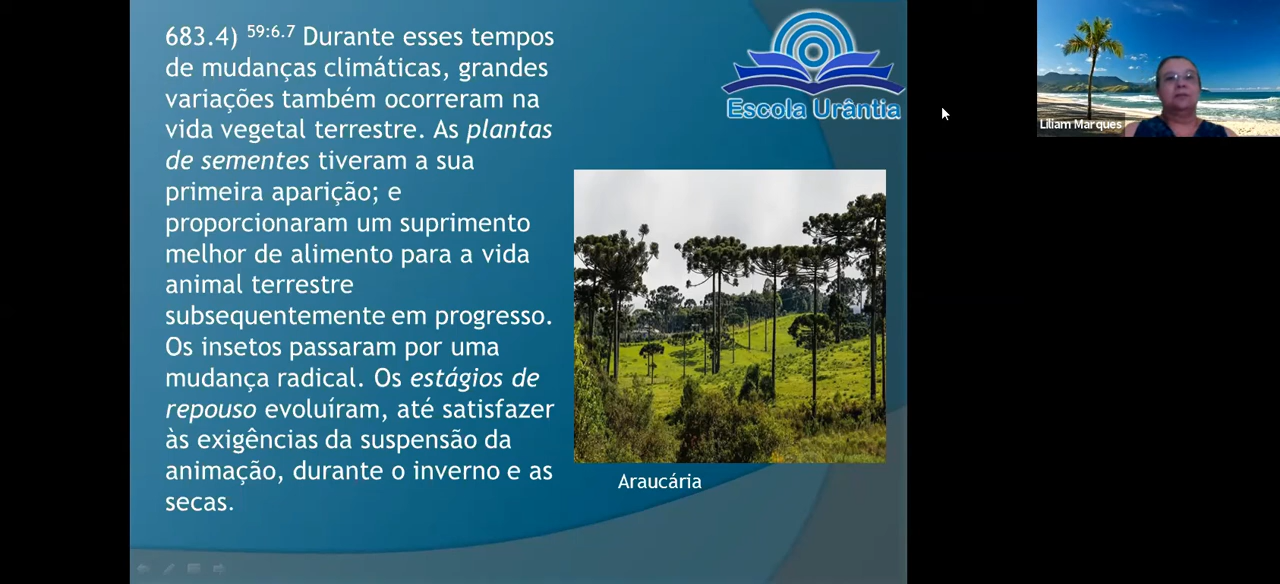 683.4) 59:6.7 Durante esses tempos
de mudanças climáticas, grandes
variações também ocorreram na
vida vegetal terrestre. As plantas
de sementes tiveram a sua
primeira aparição; e
proporcionaram um suprimento
melhor de alimento para a vida
animal terrestre
subsequentemente em progresso.
Os insetos passaram por uma
mudança radical. Os estágios de
repouso evoluíram, até satisfazer
às exigências da suspensão da
animação, durante o inverno e as
secas.
Escola Urântia
Araucária
Liliam Marques